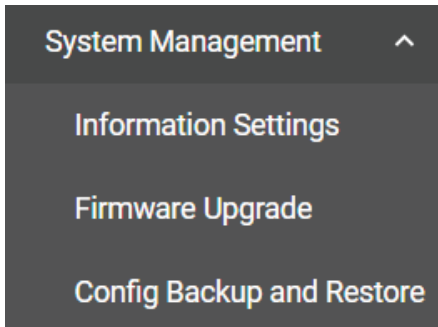 System Management
Information Settings
Firmware Upgrade
Config Backup and Restore